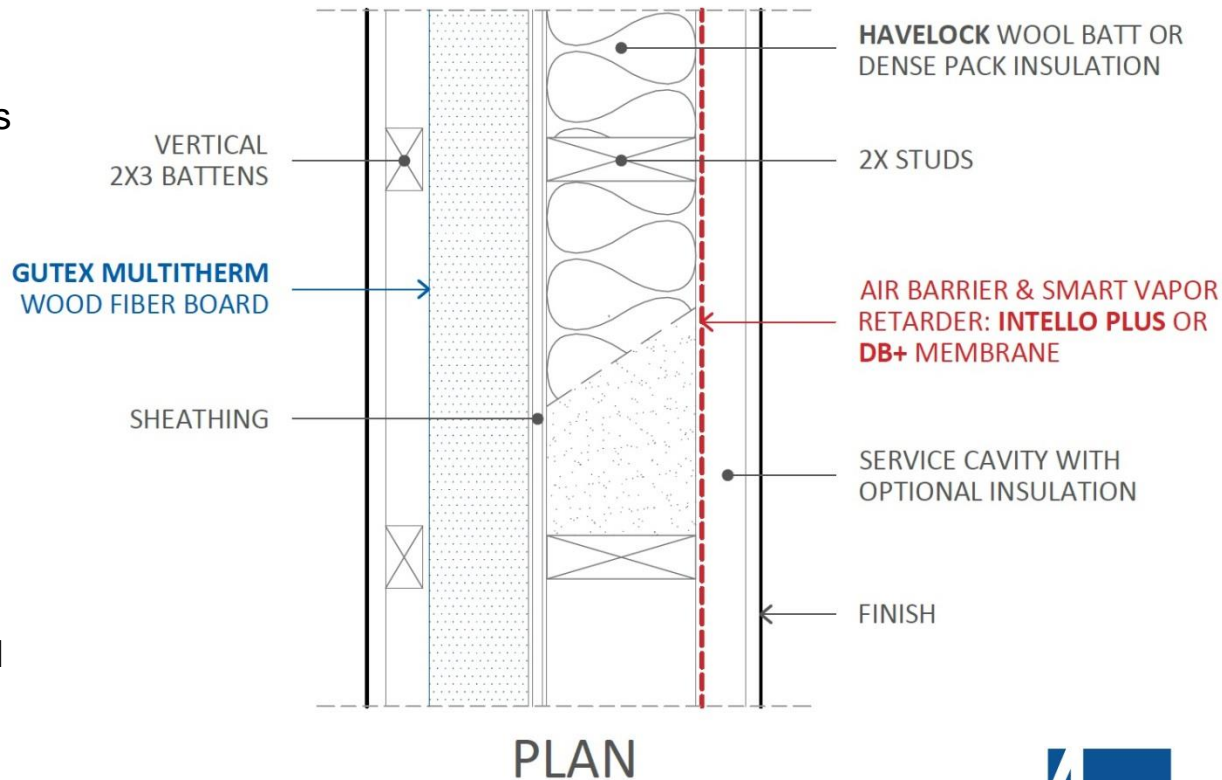 s
VERTICAL
2X3 BATTENS
GUTEX MULTITHERM
WOOD FIBER BOARD
SHEATHING
HAVELOCK WOOL BATT OR
DENSE PACK INSULATION
2X STUDS
AIR BARRIER & SMART VAPOR
RETARDER: INTELLO PLUS OR
DB+ MEMBRANE
SERVICE CAVITY WITH
OPTIONAL INSULATION
FINISH
PLAN